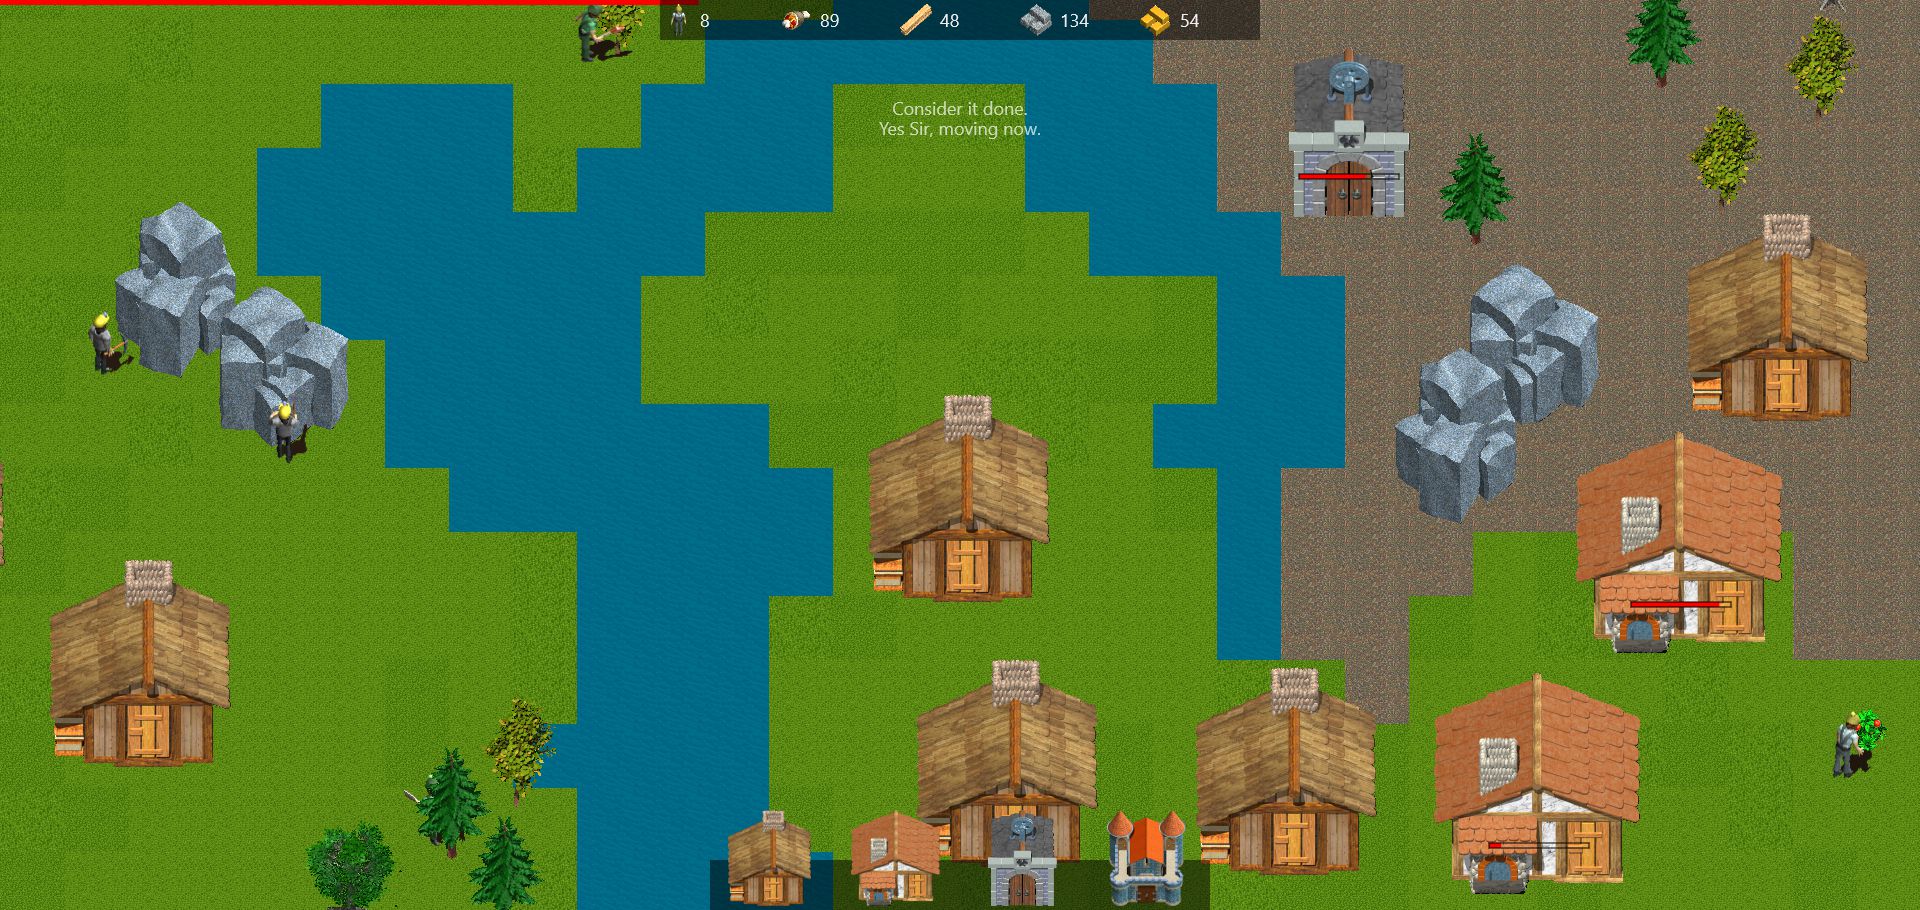 8 89 48 134 54
Consider it done.
Yes Sir, moving now.